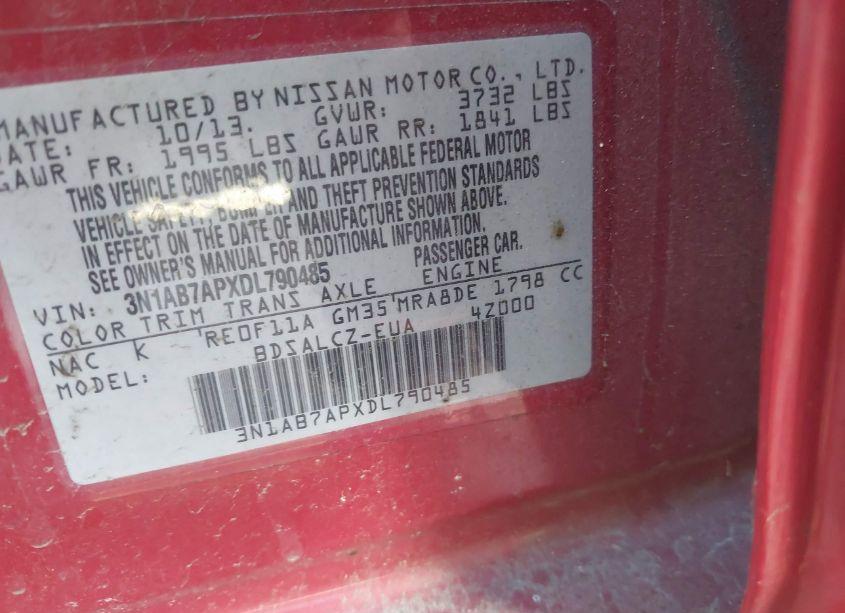 MANUFACTURED BY NISSAN MOTOR CO., LTD.
DATE: 10/13. GVWR: 3732 LBS
GAWR FR: 1995 LBS GAWR RR: 1841 LBS
THIS VEHICLE CONFORMS TO ALL APPLICABLE FEDERAL MOTOR
VEHICLE SAFETY, BUMPER AND THEFT PREVENTION STANDARDS
IN EFFECT ON THE DATE OF MANUFACTURE SHOWN ABOVE.
SEE OWNER'S MANUAL FOR ADDITIONAL INFORMATION.
VIN: 3N1AB7APXDL790485 PASSENGER CAR.
COLOR TRIM TRANS AXLE ENGINE
NAC K RE0F11A GM35 MRA8DE 1798 CC
MODEL: BDSALCZ-EUA 42000
3N1AB7APXDL790485